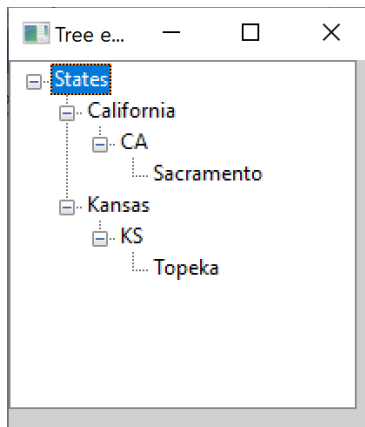 Tree e...
States
California
CA
Sacramento
Kansas
KS
Topeka